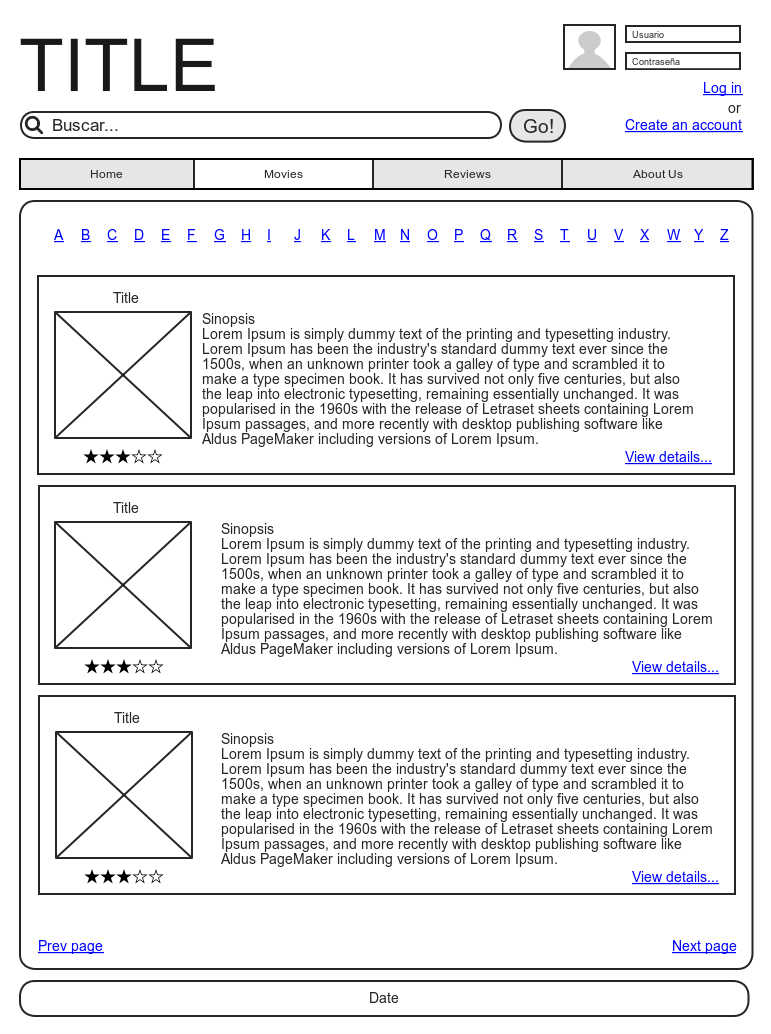 TITLE
Usuario
Contraseña
Log in
or
Create an account
Buscar...
Go!
Home Movies Reviews About Us
A B C D E F G H I J K L M N O P Q R S T U V X W Y Z
Title
Sinopsis
Lorem Ipsum is simply dummy text of the printing and typesetting industry.
Lorem Ipsum has been the industry's standard dummy text ever since the
1500s, when an unknown printer took a galley of type and scrambled it to
make a type specimen book. It has survived not only five centuries, but also
the leap into electronic typesetting, remaining essentially unchanged. It was
popularised in the 1960s with the release of Letraset sheets containing Lorem
Ipsum passages, and more recently with desktop publishing software like
Aldus PageMaker including versions of Lorem Ipsum.
View details...
Title
Sinopsis
Lorem Ipsum is simply dummy text of the printing and typesetting industry.
Lorem Ipsum has been the industry's standard dummy text ever since the
1500s, when an unknown printer took a galley of type and scrambled it to
make a type specimen book. It has survived not only five centuries, but also
the leap into electronic typesetting, remaining essentially unchanged. It was
popularised in the 1960s with the release of Letraset sheets containing Lorem
Ipsum passages, and more recently with desktop publishing software like
Aldus PageMaker including versions of Lorem Ipsum.
View details...
Title
Sinopsis
Lorem Ipsum is simply dummy text of the printing and typesetting industry.
Lorem Ipsum has been the industry's standard dummy text ever since the
1500s, when an unknown printer took a galley of type and scrambled it to
make a type specimen book. It has survived not only five centuries, but also
the leap into electronic typesetting, remaining essentially unchanged. It was
popularised in the 1960s with the release of Letraset sheets containing Lorem
Ipsum passages, and more recently with desktop publishing software like
Aldus PageMaker including versions of Lorem Ipsum.
View details...
Prev page Next page
Date